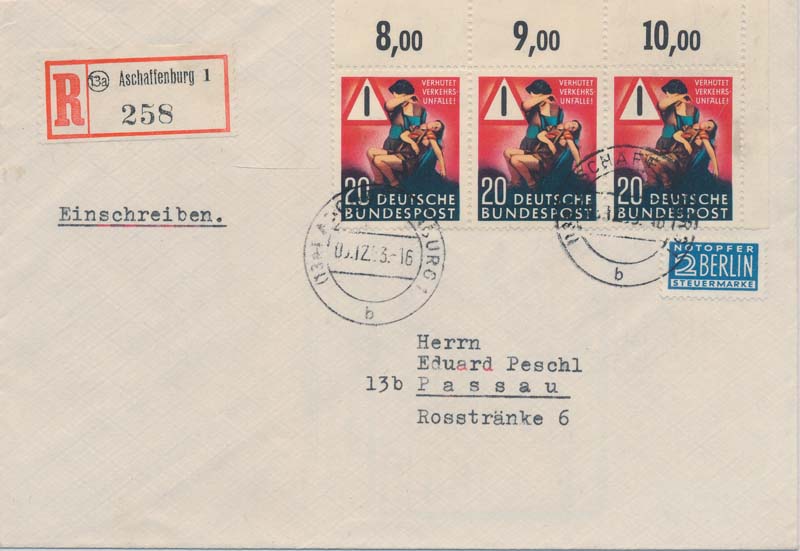 8,00 9,00 10,00
R 13a Aschaffenburg 1
258
VERHÜTET
VERKEHRS-
UNFÄLLE!
20 DEUTSCHE
BUNDESPOST
VERHÜTET
VERKEHRS-
UNFÄLLE!
20 DEUTSCHE
BUNDESPOST
VERHÜTET
VERKEHRS-
UNFÄLLE!
20 DEUTSCHE
BUNDESPOST
Einschreiben.
BURG 1
b
b
NOTOPFER
2 BERLIN
STEUERMARKE
Herrn
Eduard Peschl
13b Passau
Rosstränke 6